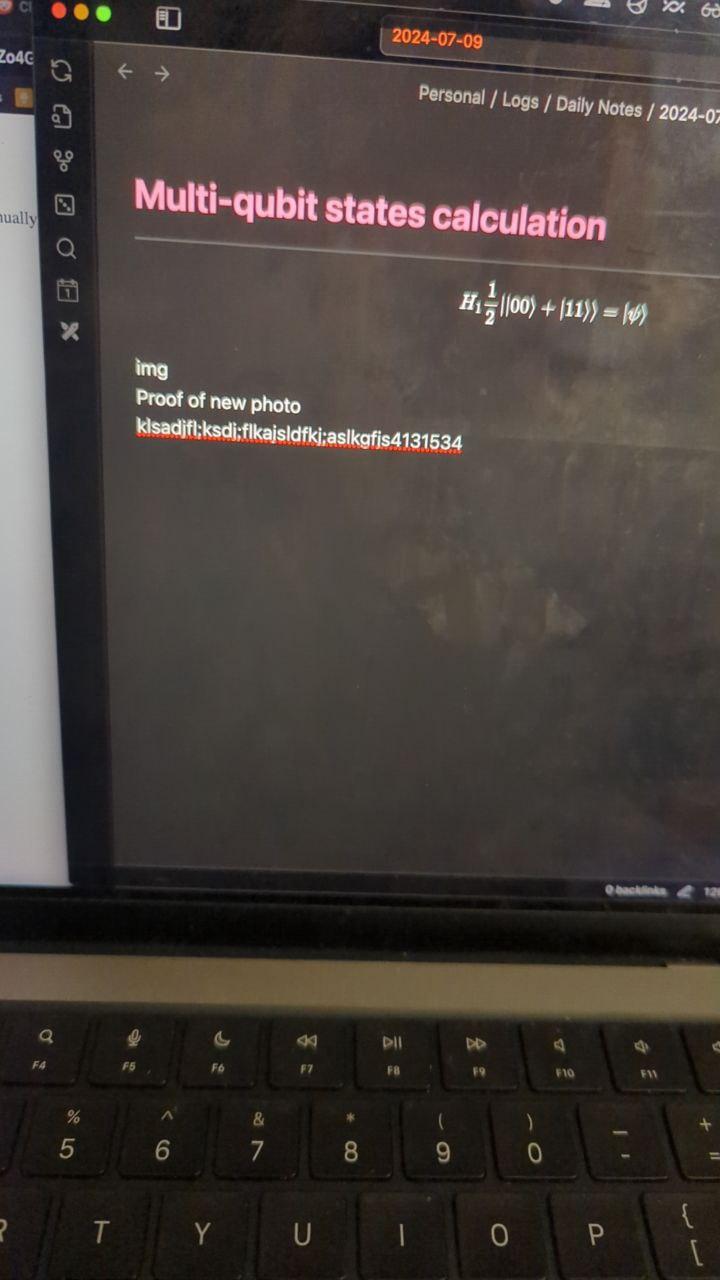 Zo4G
2024-07-09
Personal / Logs / Daily Notes / 2024-07
nually
Multi-qubit states calculation
H₁ 1/2 ||00⟩ + |11⟩⟩ = |ψ⟩
img
Proof of new photo
klsadjfl;ksdj;flkajsldfkj;aslkgfjs4131534
0 backlinks
F4 F5 F6 F7 F8 F9 F10 F11
% ^ & * ( ) _ +
5 6 7 8 9 0 - =
T Y U I O P { [